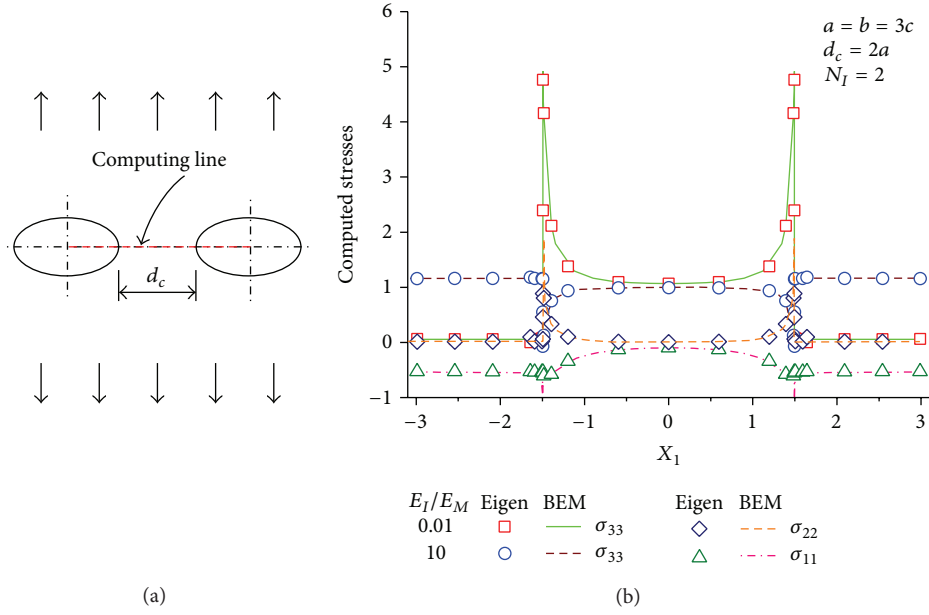 Computing line
d_c
(a)
a = b = 3c
d_c = 2a
N_I = 2
Computed stresses
6
5
4
3
2
1
0
−1
−3 −2 −1 0 1 2 3
X_1
E_I/E_M Eigen BEM Eigen BEM
0.01 σ_33 σ_22
10 σ_33 σ_11
(b)